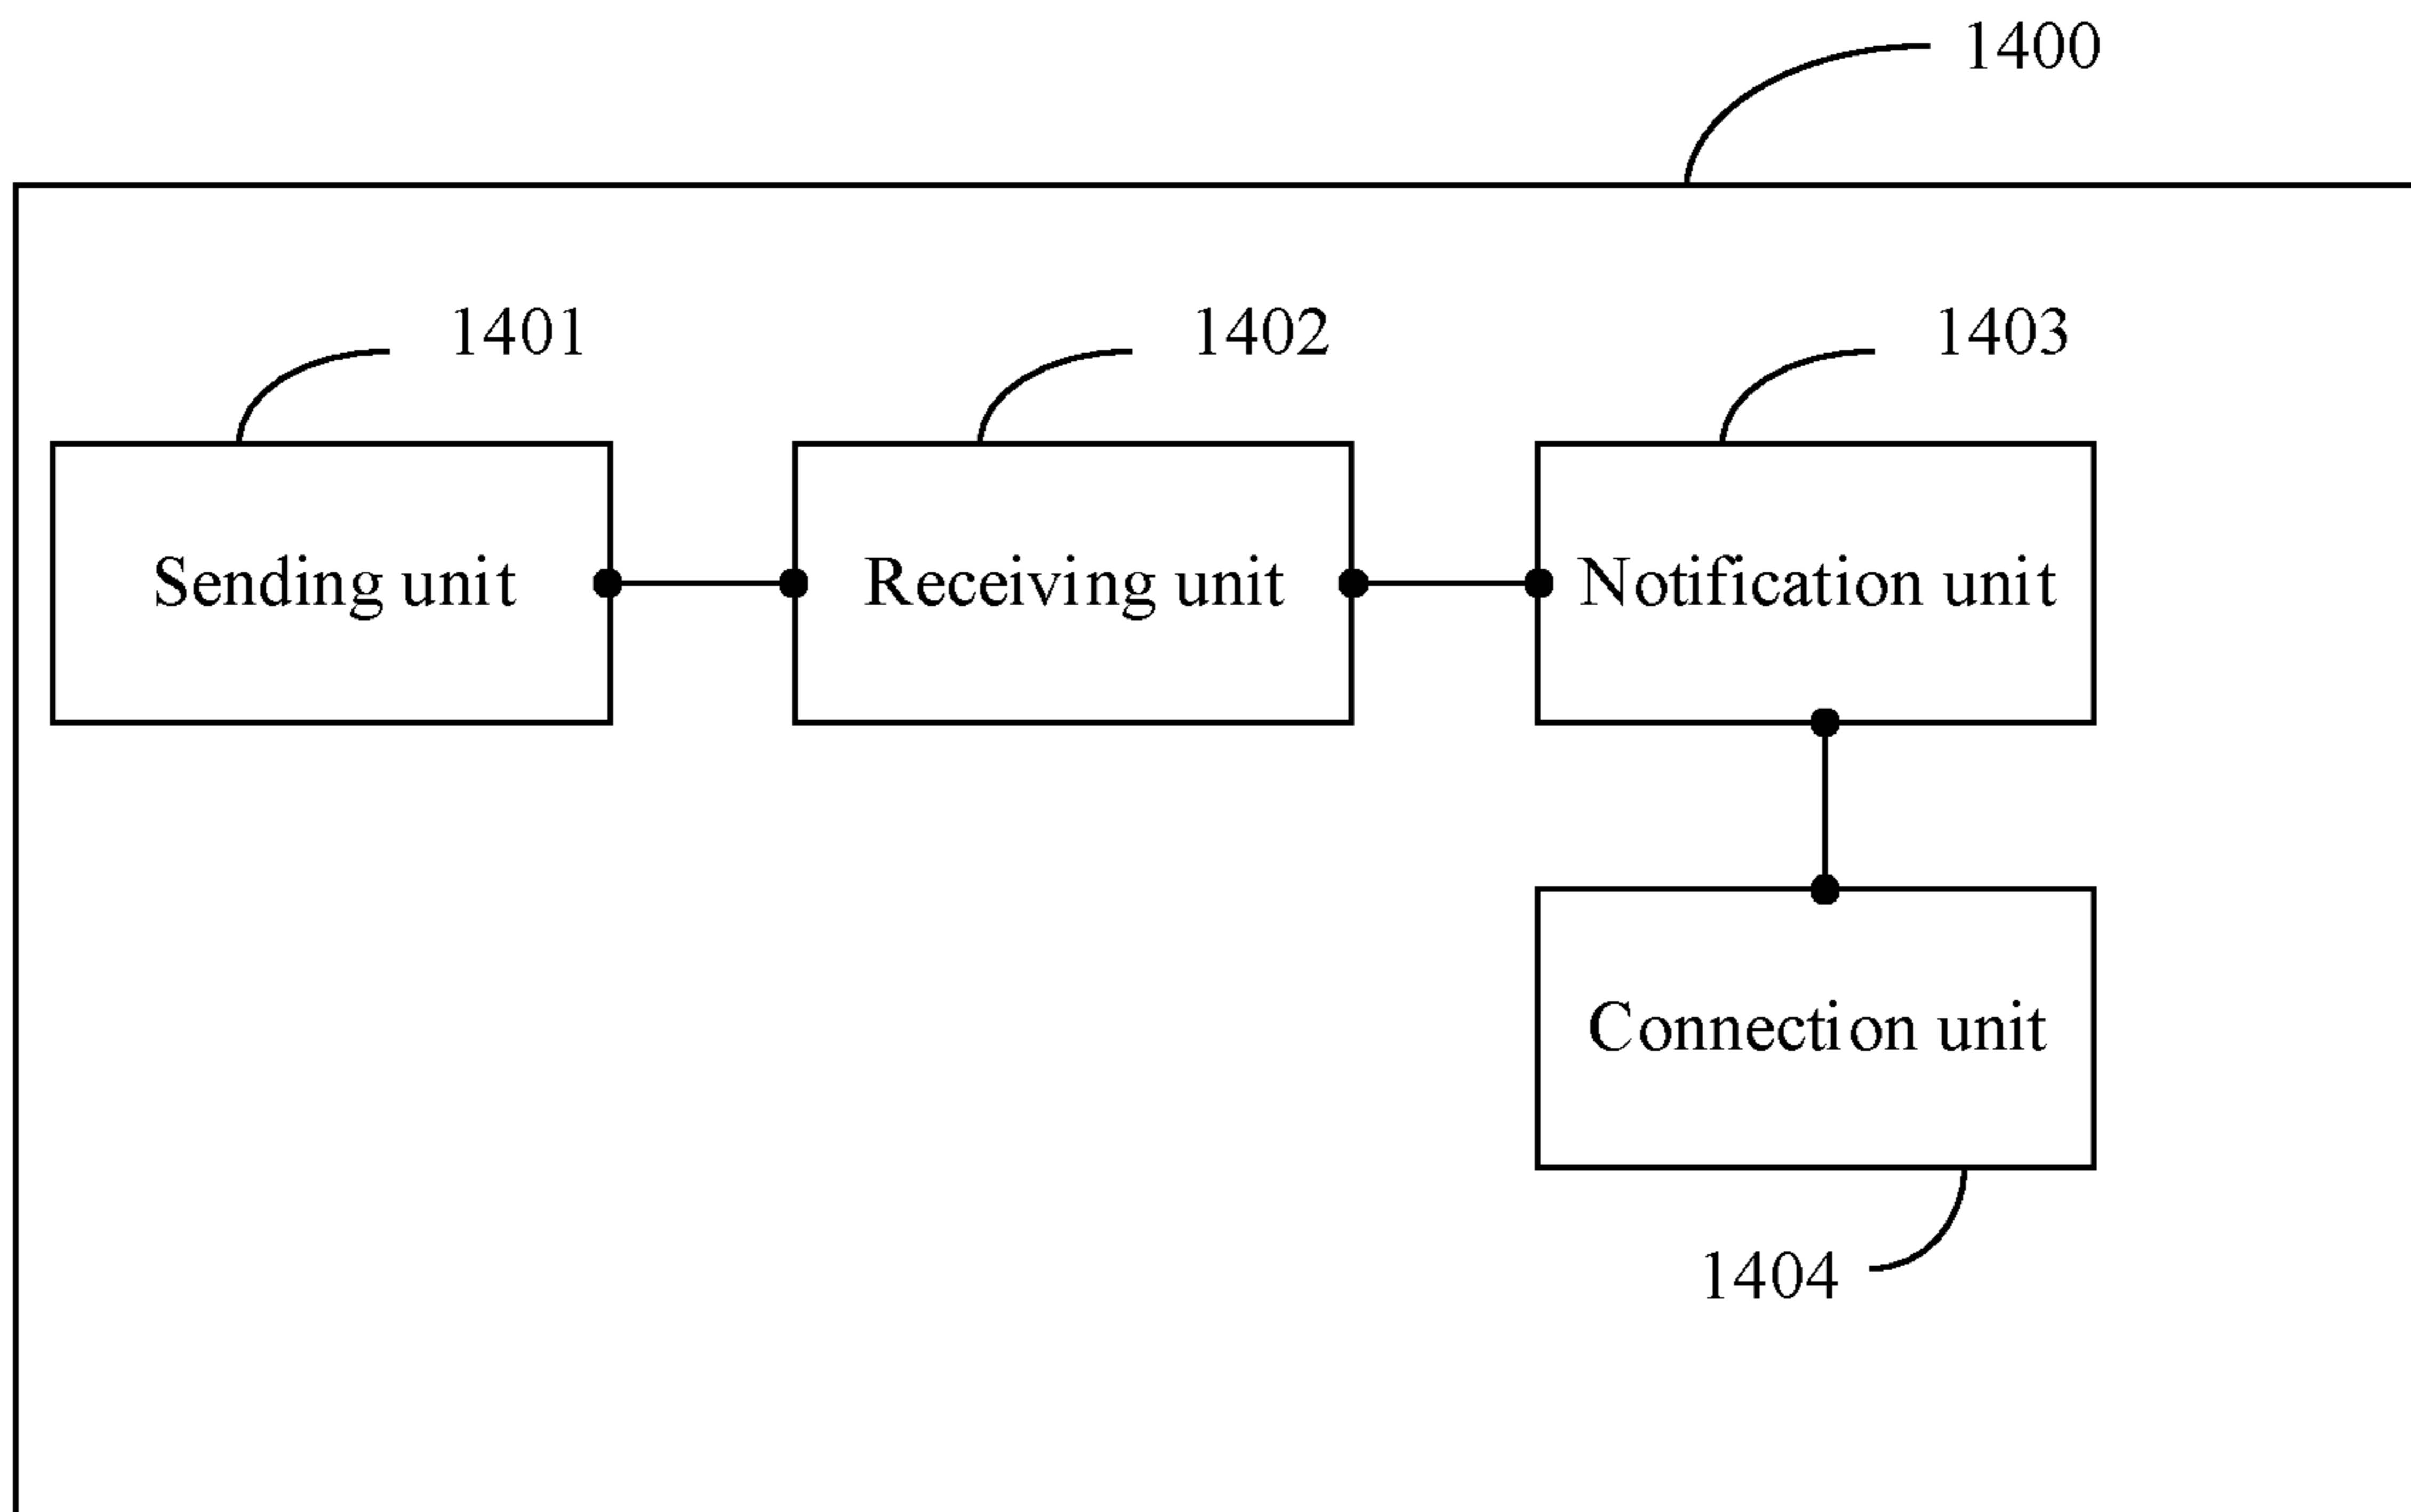 1400
1401
1402
1403
Sending unit
Receiving unit
Notification unit
Connection unit
1404